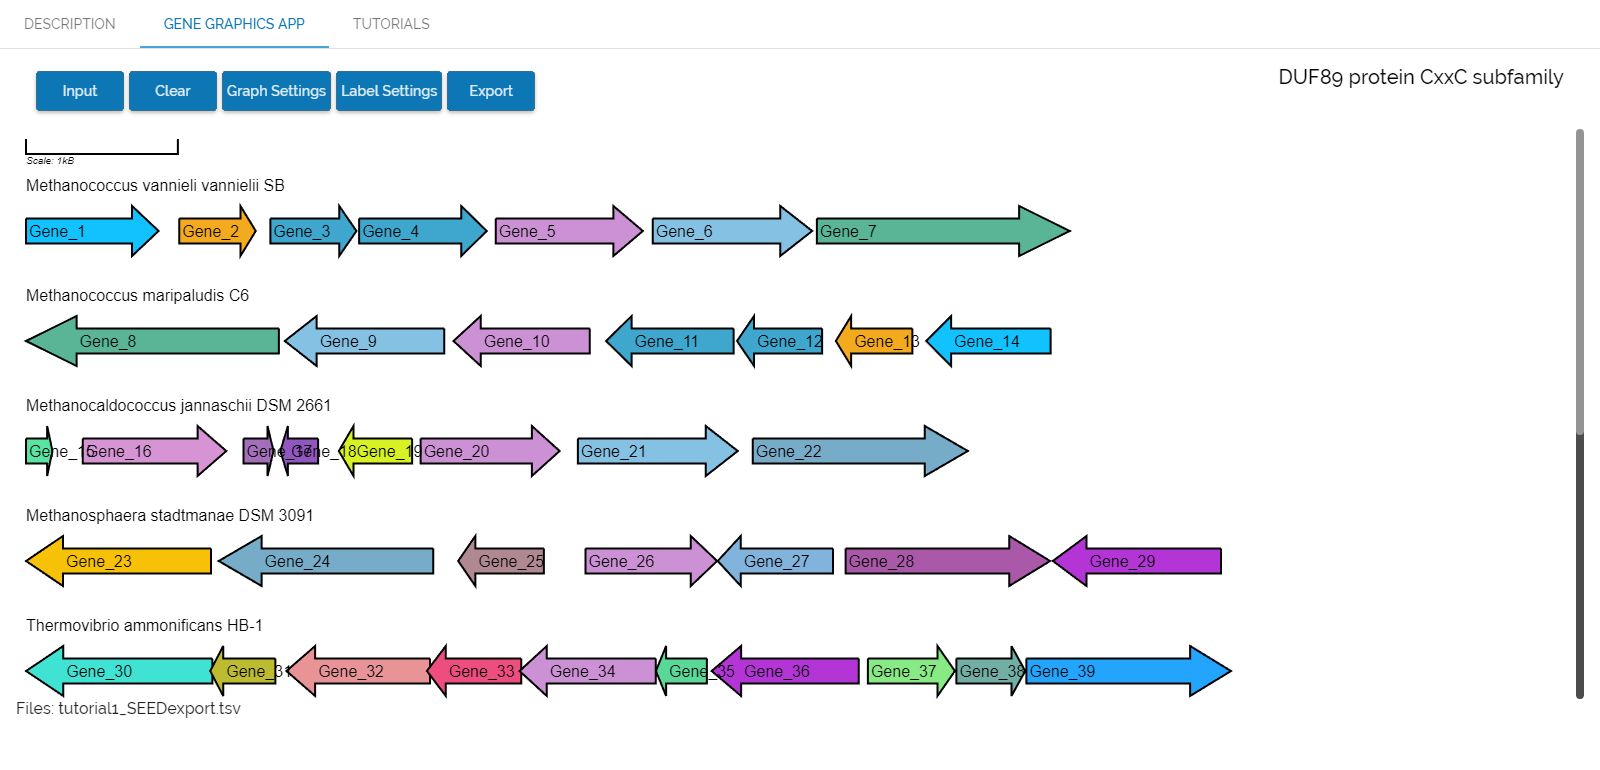 DESCRIPTION GENE GRAPHICS APP TUTORIALS
Input Clear Graph Settings Label Settings Export
DUF89 protein CxxC subfamily
Scale: 1kB
Methanococcus vannieli vannielii SB
Gene_1 Gene_2 Gene_3 Gene_4 Gene_5 Gene_6 Gene_7
Methanococcus maripaludis C6
Gene_8 Gene_9 Gene_10 Gene_11 Gene_12 Gene_13 Gene_14
Methanocaldococcus jannaschii DSM 2661
Gene_15 Gene_16 Gene_17 Gene_18 Gene_19 Gene_20 Gene_21 Gene_22
Methanosphaera stadtmanae DSM 3091
Gene_23 Gene_24 Gene_25 Gene_26 Gene_27 Gene_28 Gene_29
Thermovibrio ammonificans HB-1
Gene_30 Gene_31 Gene_32 Gene_33 Gene_34 Gene_35 Gene_36 Gene_37 Gene_38 Gene_39
Files: tutorial1_SEEDexport.tsv